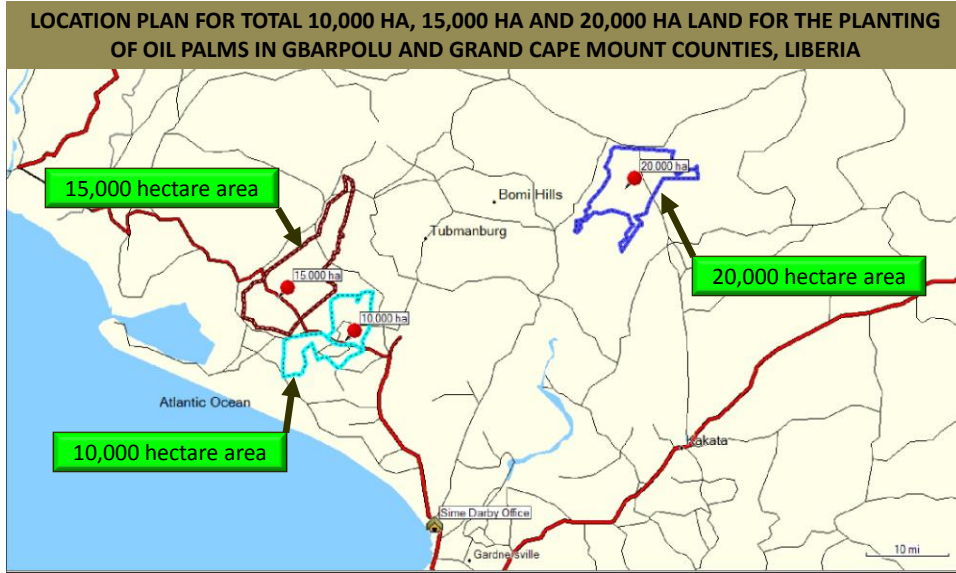 LOCATION PLAN FOR TOTAL 10,000 HA, 15,000 HA AND 20,000 HA LAND FOR THE PLANTING
OF OIL PALMS IN GBARPOLU AND GRAND CAPE MOUNT COUNTIES, LIBERIA
20.000 ha
15,000 hectare area
Bomi Hills
Tubmanburg
15.000 ha
20,000 hectare area
10.000 ha
Atlantic Ocean
10,000 hectare area
Kakata
Sime Darby Office
Gardnersville
10 mi